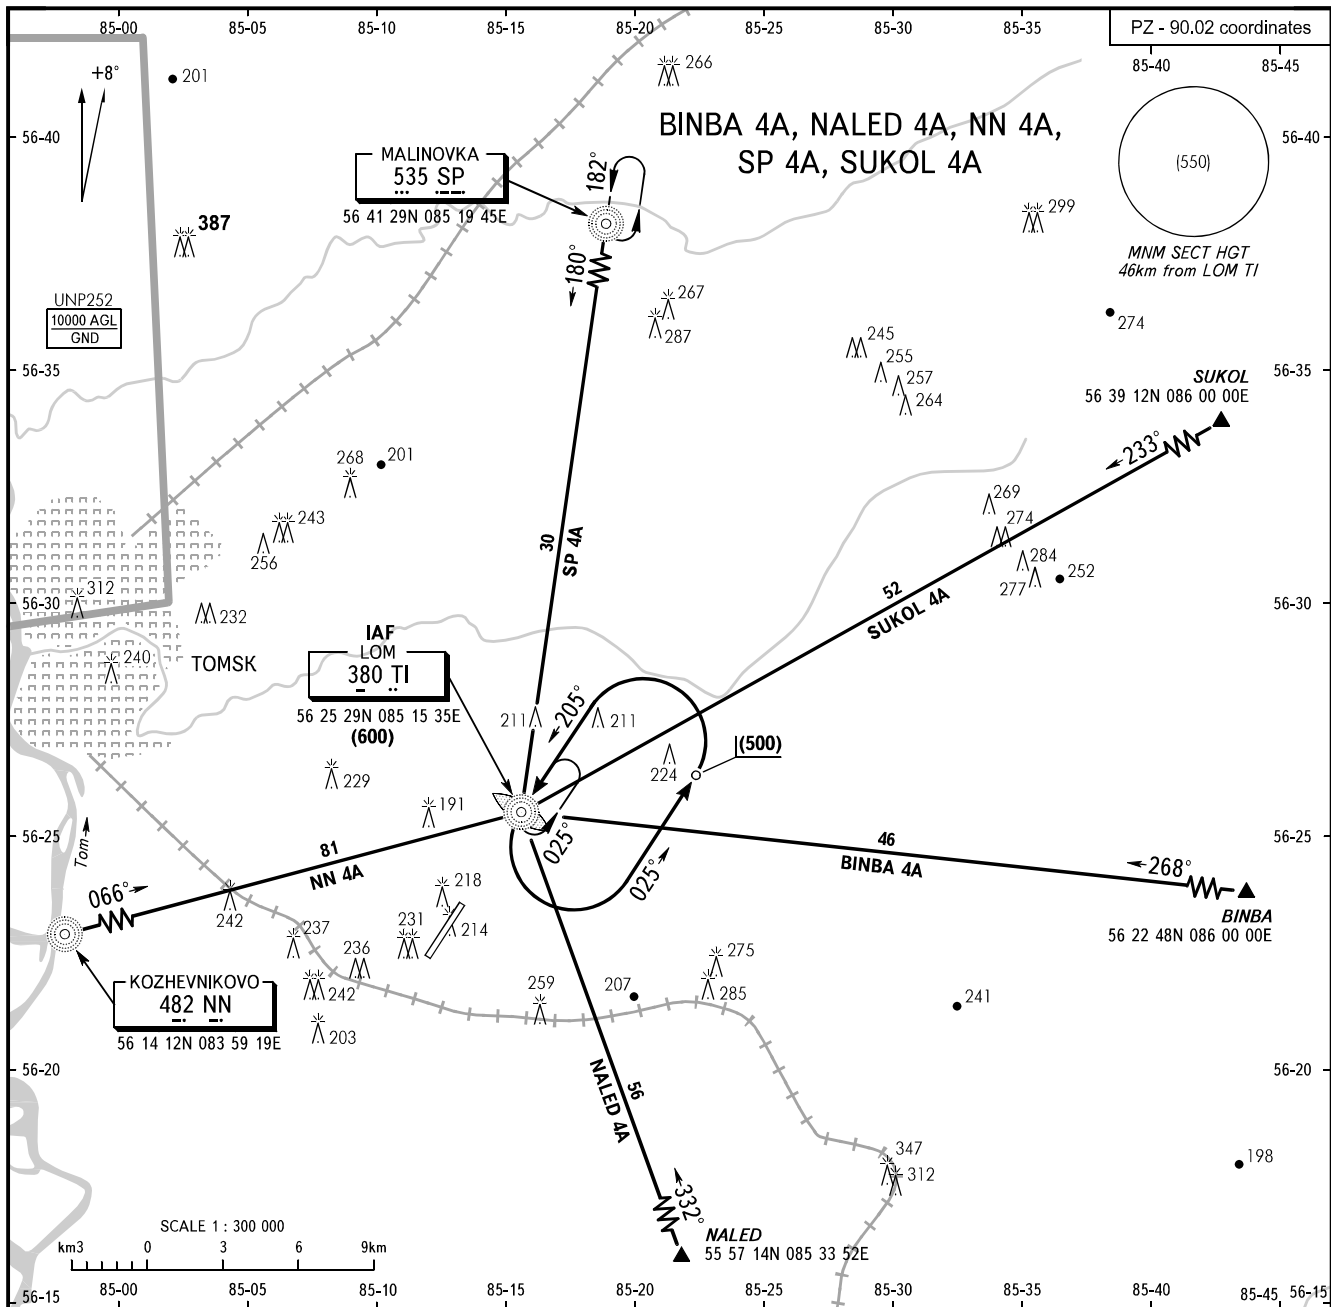 85-00 85-05 85-10 85-15 85-20 85-25 85-30 85-35
PZ - 90.02 coordinates
85-40 85-45
+8°
201
266
56-40
BINBA 4A, NALED 4A, NN 4A,
SP 4A, SUKOL 4A
56-40
(550)
MNM SECT HGT
46km from LOM TI
MALINOVKA
535 SP
56 41 29N 085 19 45E
182°
180°
387
299
UNP252
10000 AGL
GND
267
287
274
245
255
257
264
56-35
56-35
SUKOL
56 39 12N 086 00 00E
233°
268
201
243
256
269
274
284
277
252
30
SP 4A
52
SUKOL 4A
312
56-30
56-30
232
240
TOMSK
IAF
LOM
380 TI
56 25 29N 085 15 35E
(600)
211
205°
211
(500)
224
229
191
56-25
56-25
Tom
025°
025°
81
NN 4A
46
BINBA 4A
268°
066°
242
218
214
BINBA
56 22 48N 086 00 00E
237
231
236
242
203
KOZHEVNIKOVO
482 NN
56 14 12N 083 59 19E
259
207
275
285
241
56-20
56-20
56
NALED 4A
347
312
198
332°
NALED
55 57 14N 085 33 52E
SCALE 1 : 300 000
km3 0 3 6 9km
56-15 85-00 85-05 85-10 85-15 85-20 85-25 85-30 85-35 85-40 85-45 56-15